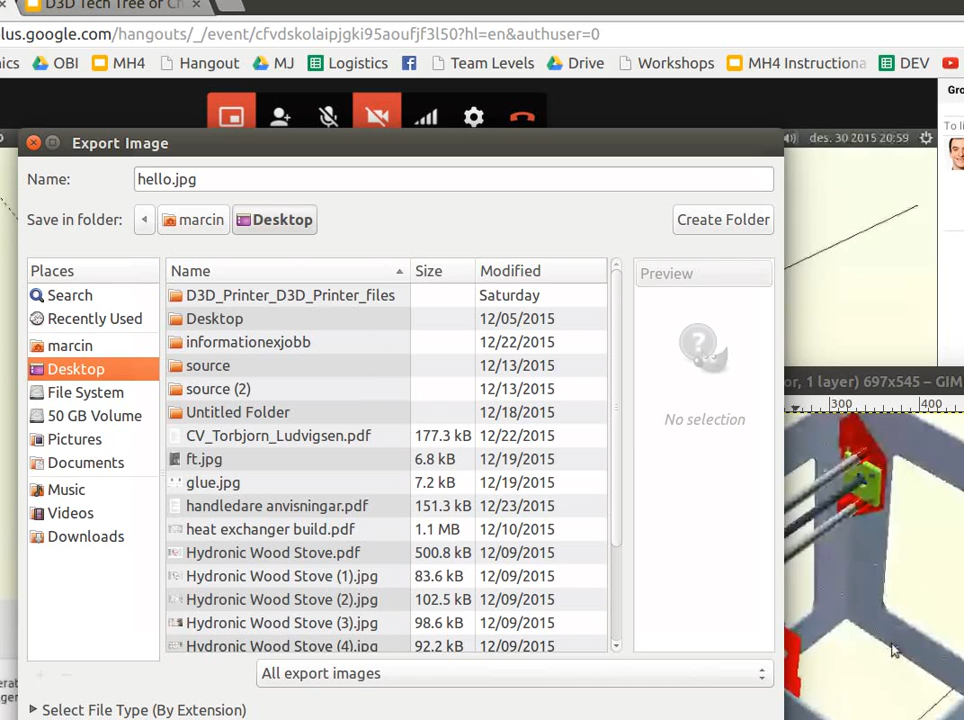 D3D Tech Tree or Ch ×
lus.google.com/hangouts/_/event/cfvdskolaipjgki95aoufjf3l50?hl=en&authuser=0
ics OBI MH4 Hangout MJ Logistics Team Levels Drive Workshops MH4 Instructiona DEV
Gro
Export Image
des. 30 2015 20:59
To li
Name: hello.jpg
Save in folder: marcin Desktop Create Folder
Places Name Size Modified Preview
Search D3D_Printer_D3D_Printer_files Saturday
Recently Used Desktop 12/05/2015
marcin informationexjobb 12/22/2015
Desktop source 12/13/2015
or, 1 layer) 697x545 – GIM
File System source (2) 12/13/2015
300 400
50 GB Volume Untitled Folder 12/18/2015
No selection
Pictures CV_Torbjorn_Ludvigsen.pdf 177.3 kB 12/22/2015
Documents ft.jpg 6.8 kB 12/19/2015
Music glue.jpg 7.2 kB 12/19/2015
Videos handledare anvisningar.pdf 151.3 kB 12/23/2015
Downloads heat exchanger build.pdf 1.1 MB 12/10/2015
Hydronic Wood Stove.pdf 500.8 kB 12/09/2015
Hydronic Wood Stove (1).jpg 83.6 kB 12/09/2015
Hydronic Wood Stove (2).jpg 102.5 kB 12/09/2015
Hydronic Wood Stove (3).jpg 98.6 kB 12/09/2015
Hydronic Wood Stove (4).jpg 92.2 kB 12/09/2015
All export images
Select File Type (By Extension)